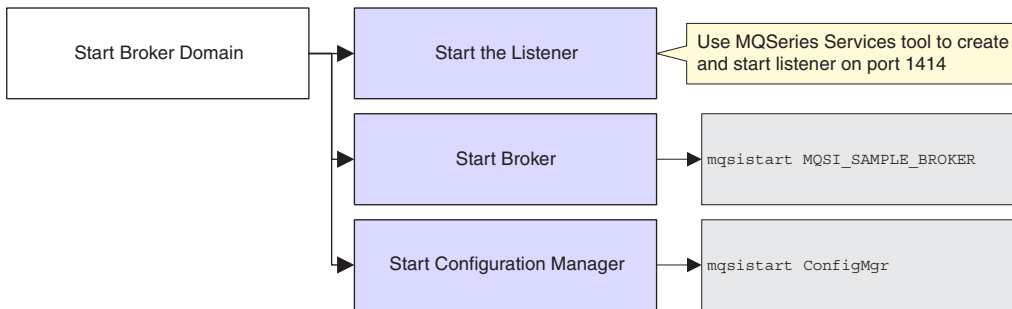 Start Broker Domain
Start the Listener
Use MQSeries Services tool to create
and start listener on port 1414
Start Broker
mqsistart MQSI_SAMPLE_BROKER
Start Configuration Manager
mqsistart ConfigMgr